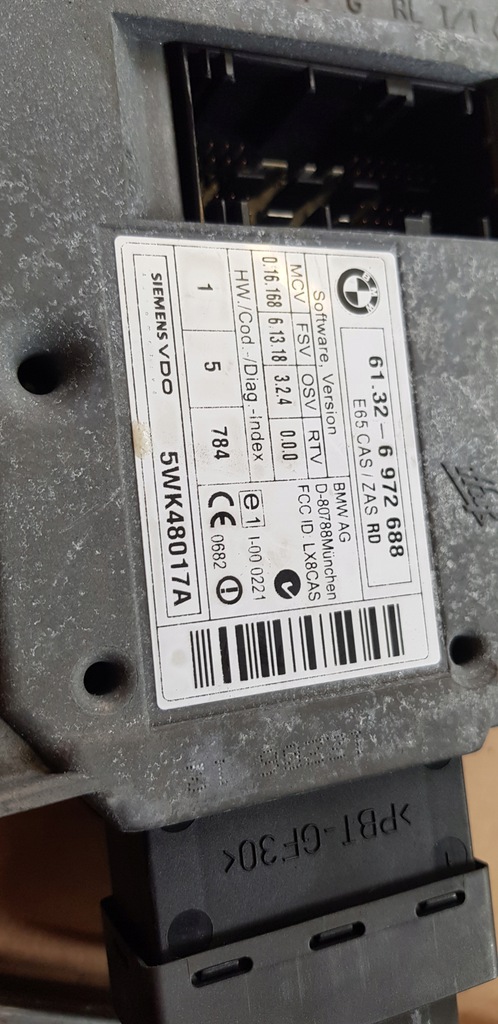 61.32-6 972 688
E65 CAS/ZAS RD
Software, Version
MCV FSV OSV RTV
0.16.168 6.13.18 3.2.4 0.0.0
HW./Cod-/Diag.-Index
1 5 784
SIEMENS VDO 5WK48017A
BMW AG
D-80788München
FCC ID. LX8CAS
e1 I-00 0221
CE 0682
>PBT-GF30<